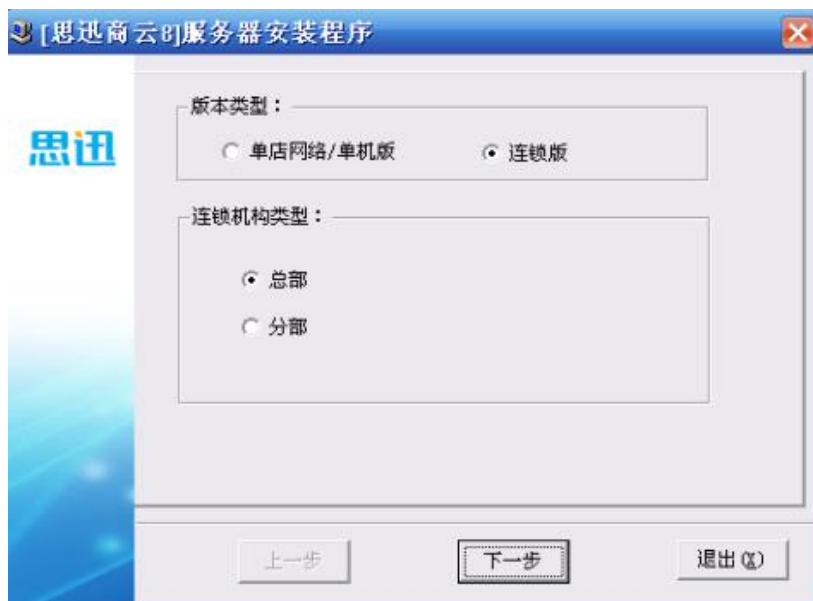 [思迅商云8]服务器安装程序
思迅
版本类型：
单店网络/单机版 连锁版
连锁机构类型：
总部
分部
上一步 下一步 退出(X)